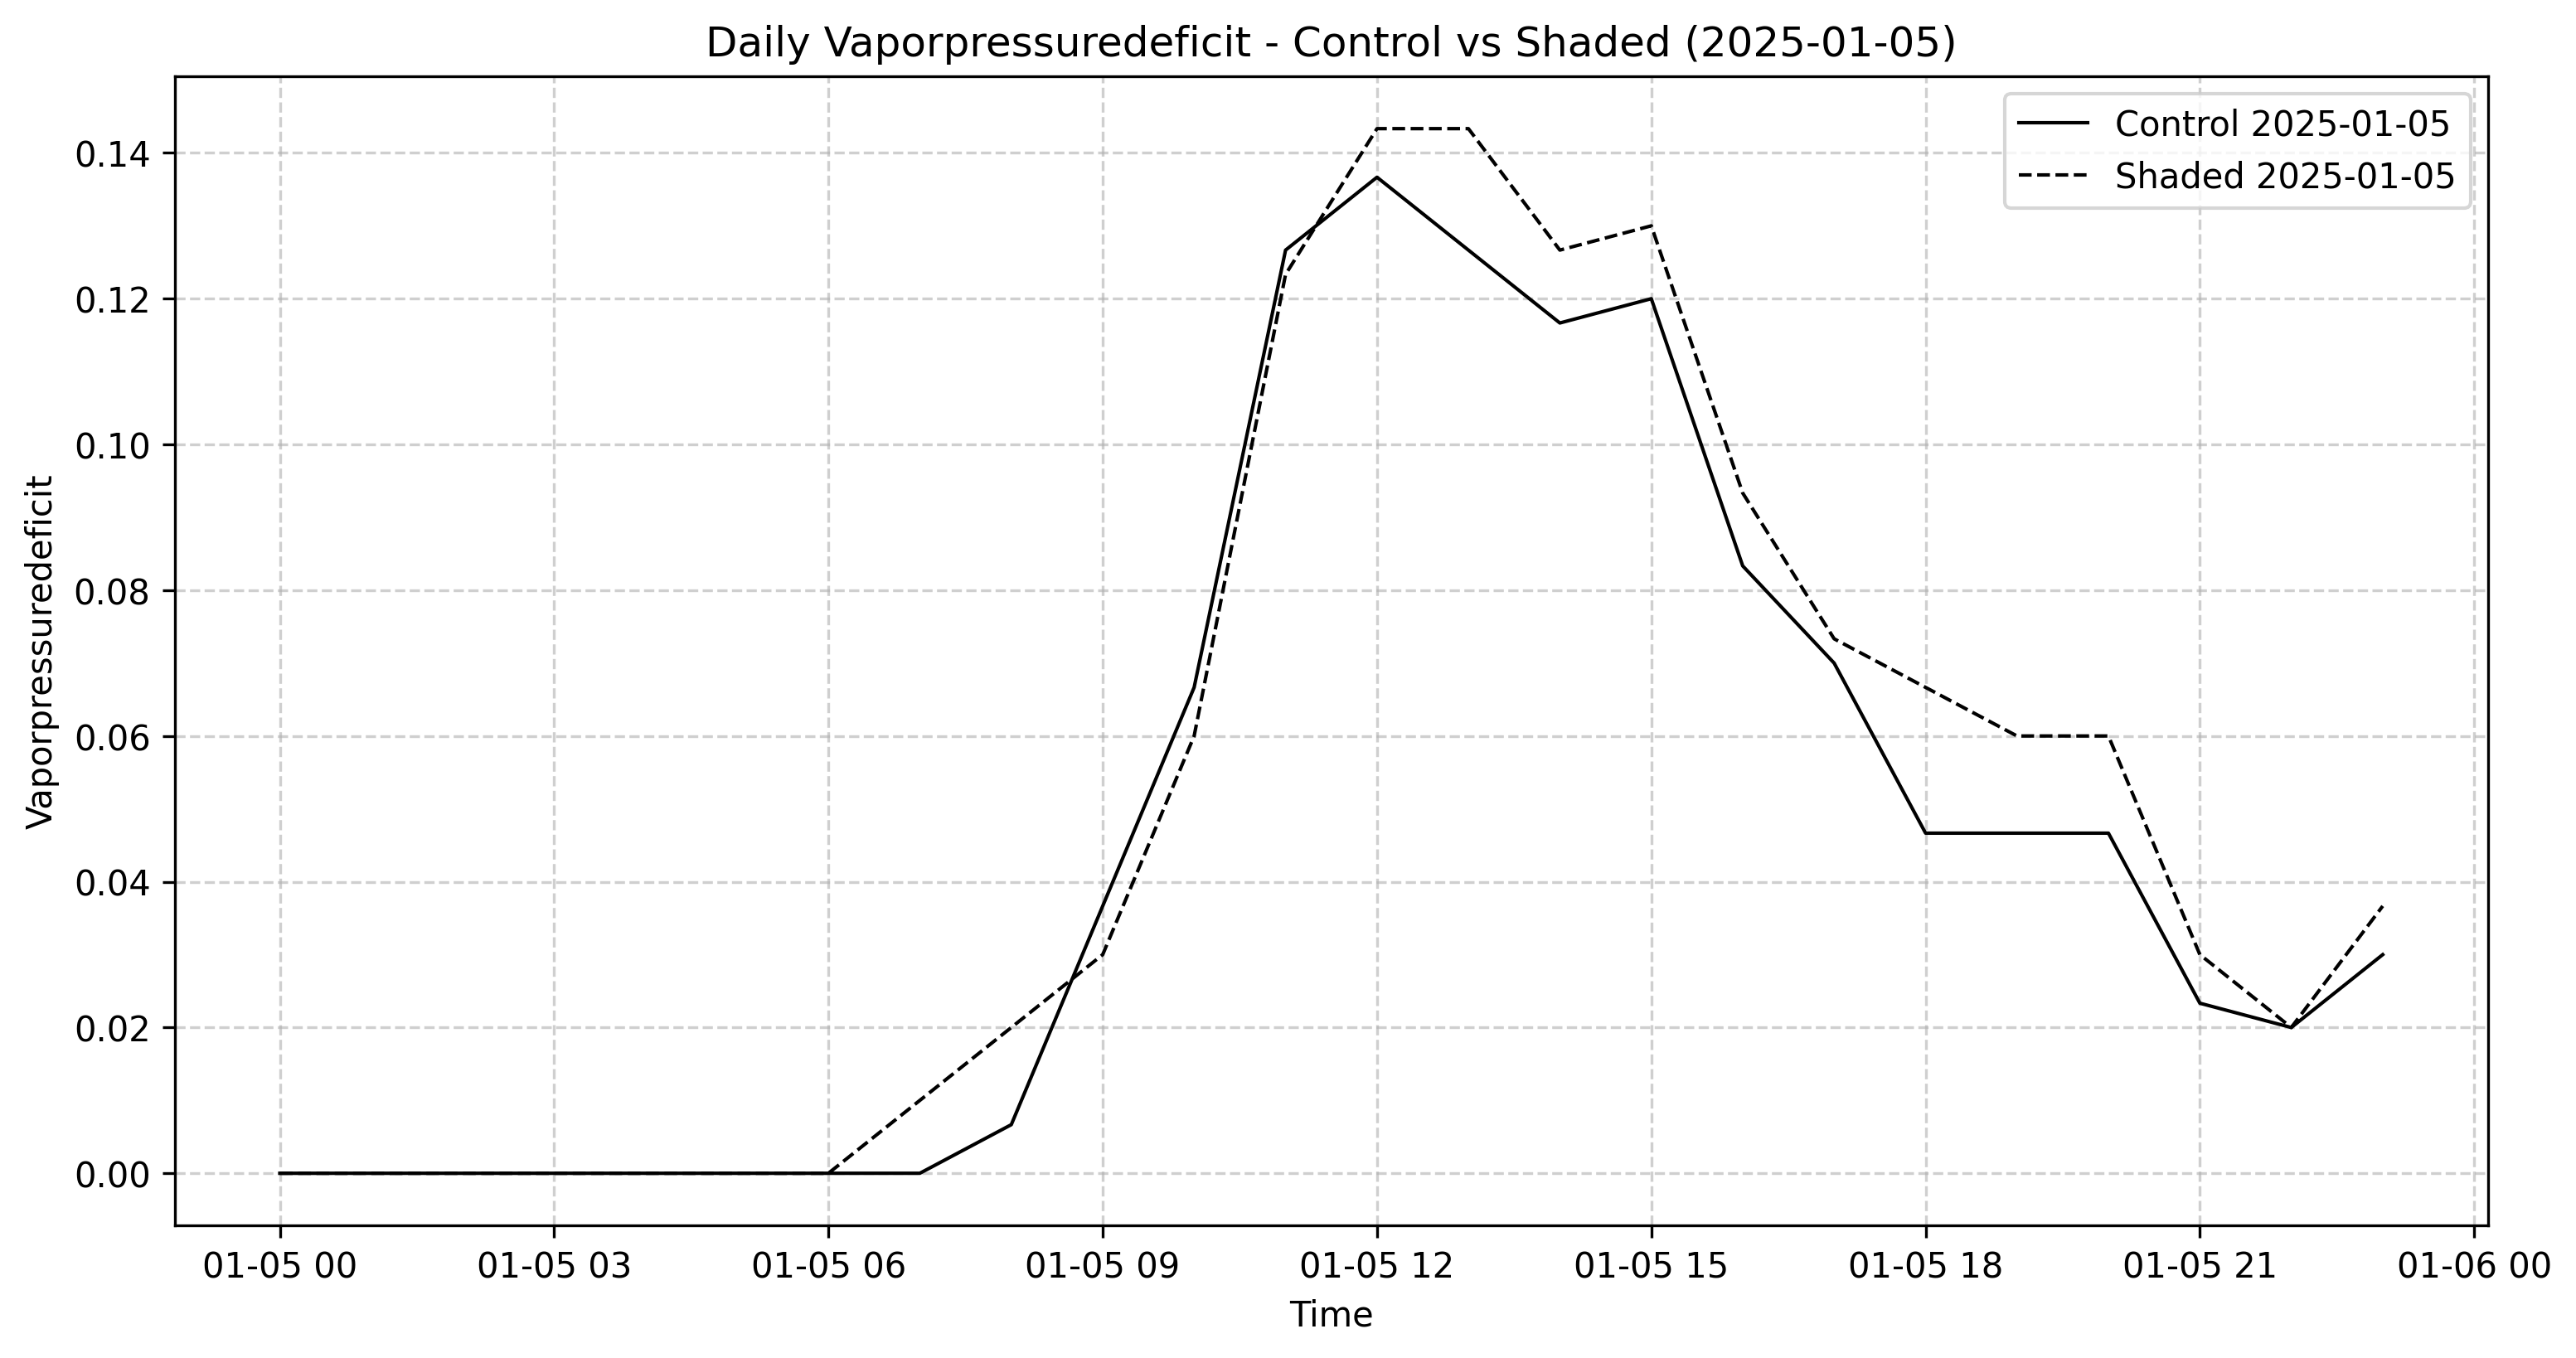 Daily Vaporpressuredeficit - Control vs Shaded (2025-01-05)
Control 2025-01-05
Shaded 2025-01-05
Vaporpressuredeficit
0.14
0.12
0.10
0.08
0.06
0.04
0.02
0.00
01-05 00 01-05 03 01-05 06 01-05 09 01-05 12 01-05 15 01-05 18 01-05 21 01-06 00
Time